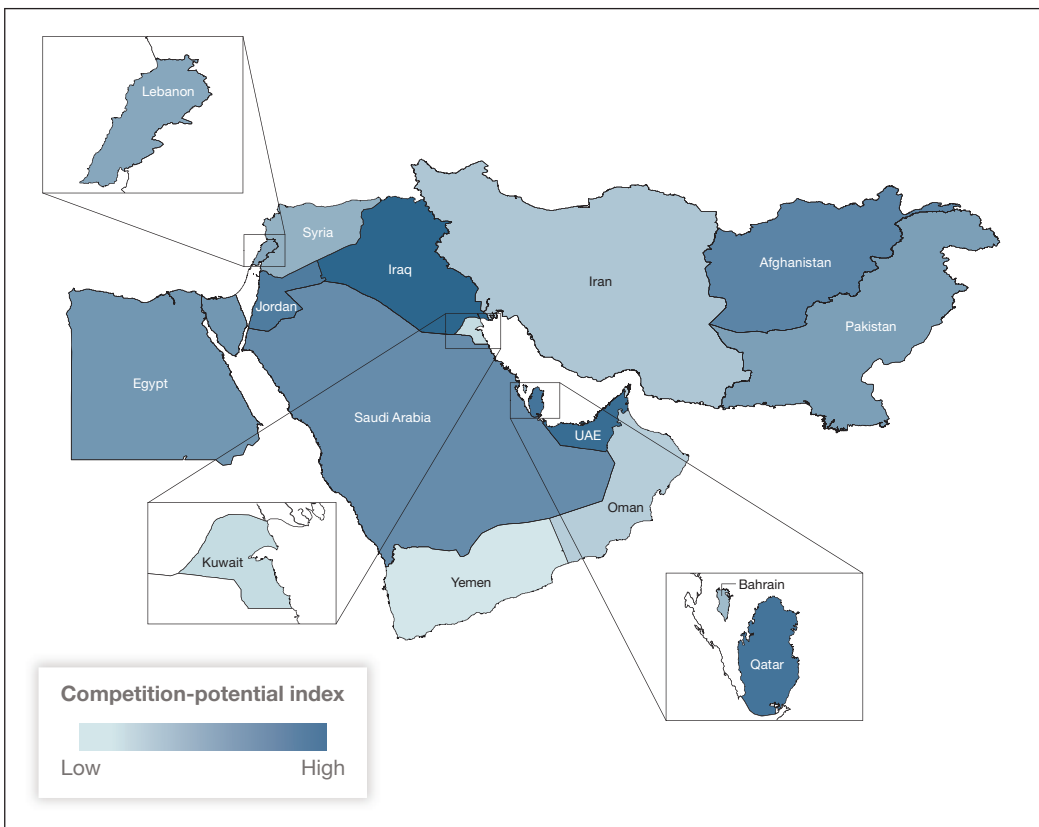 Lebanon
Syria
Iraq
Iran
Afghanistan
Jordan
Pakistan
Egypt
Saudi Arabia
UAE
Oman
Kuwait
Yemen
Bahrain
Qatar
Competition-potential index
Low
High